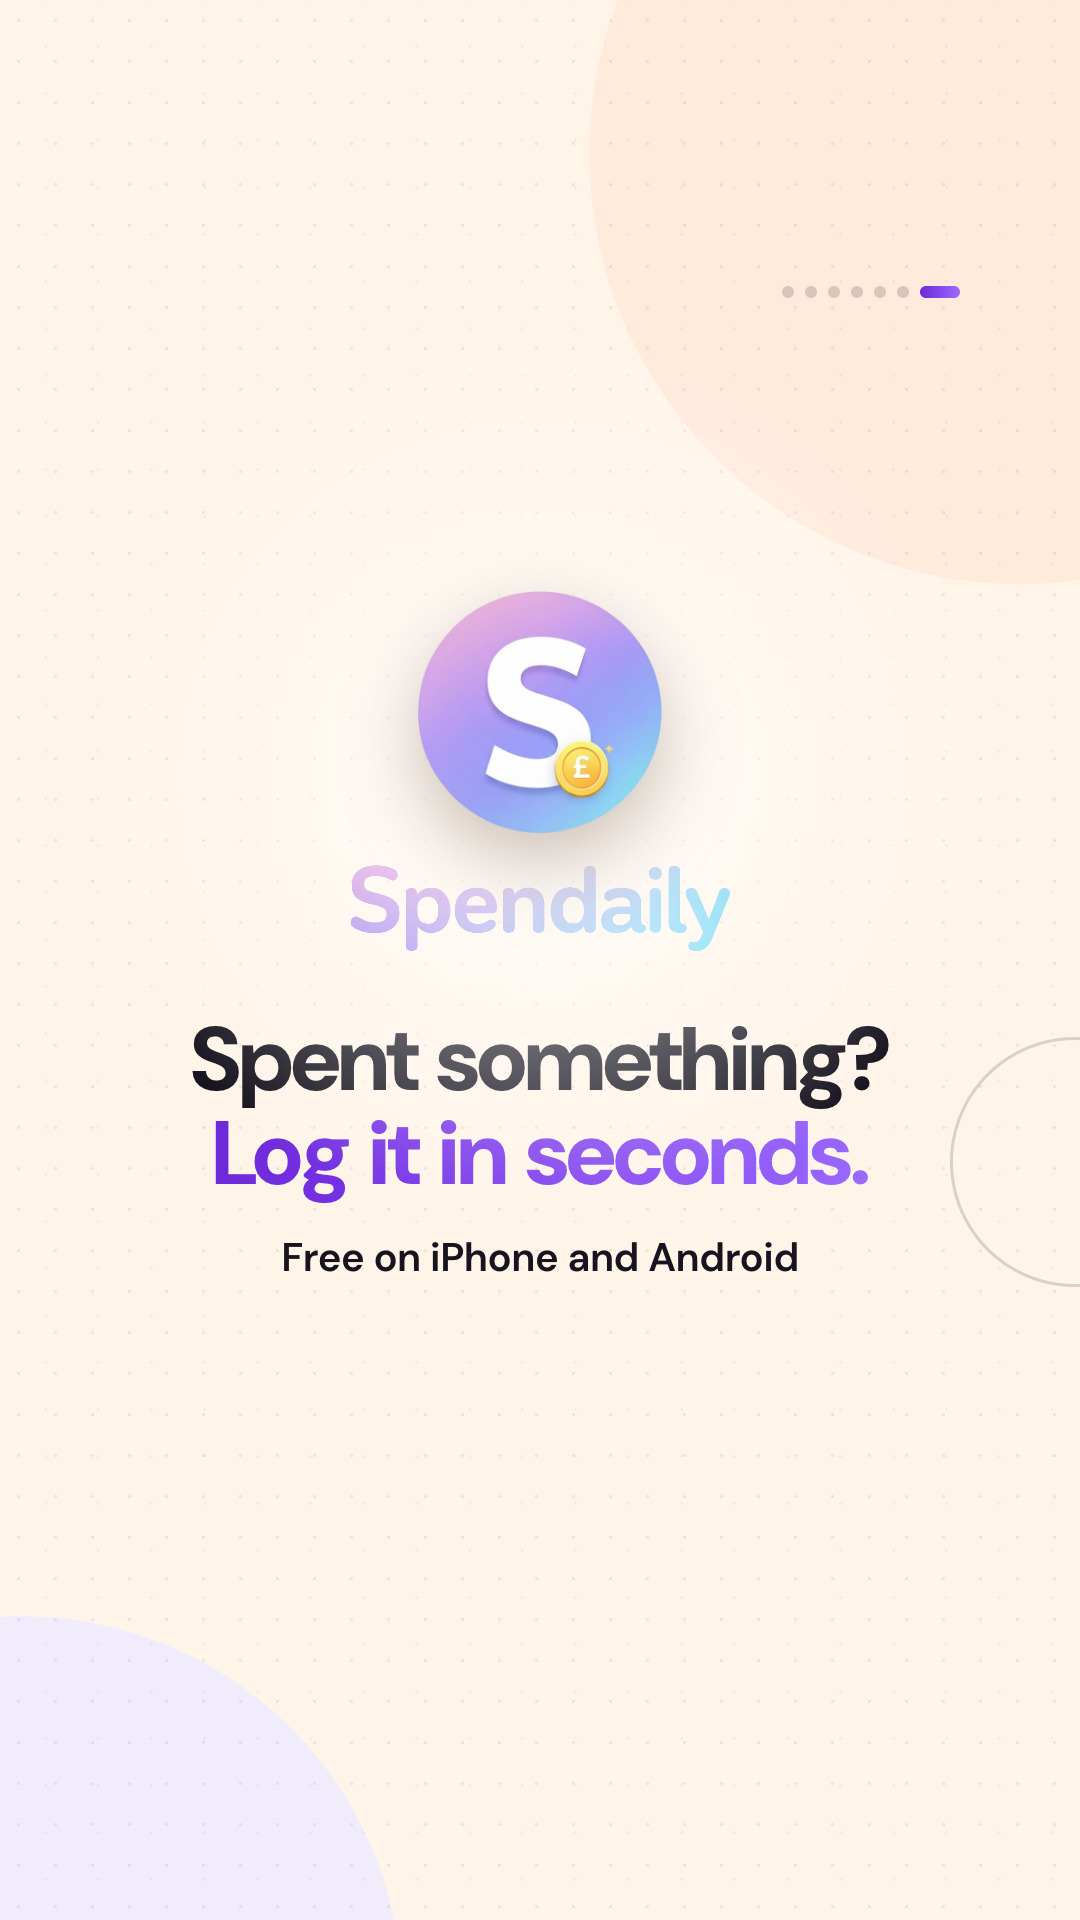 S
£
Spendaily
Spent something?
Log it in seconds.
Free on iPhone and Android